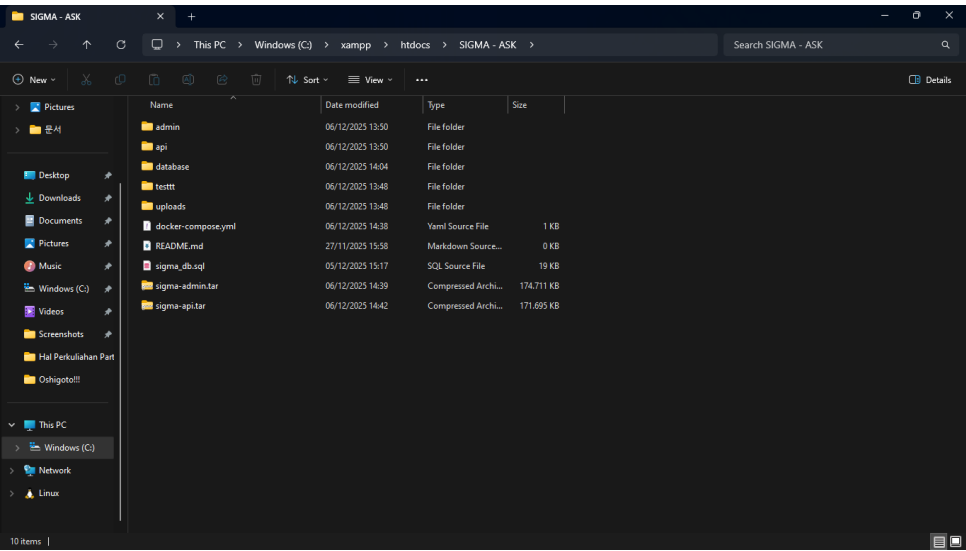 SIGMA - ASK
This PC > Windows (C:) > xampp > htdocs > SIGMA - ASK >
Search SIGMA - ASK
New
Sort
View
Details
Pictures
문서
Desktop
Downloads
Documents
Pictures
Music
Windows (C:)
Videos
Screenshots
Hal Perkuliahan Part
Oshigoto!!!
This PC
Windows (C:)
Network
Linux
Name Date modified Type Size
admin 06/12/2025 13:50 File folder
api 06/12/2025 13:50 File folder
database 06/12/2025 14:04 File folder
testtt 06/12/2025 13:48 File folder
uploads 06/12/2025 13:48 File folder
docker-compose.yml 06/12/2025 14:38 Yaml Source File 1 KB
README.md 27/11/2025 15:58 Markdown Source... 0 KB
sigma_db.sql 05/12/2025 15:17 SQL Source File 19 KB
sigma-admin.tar 06/12/2025 14:39 Compressed Archi... 174.711 KB
sigma-api.tar 06/12/2025 14:42 Compressed Archi... 171.695 KB
10 items